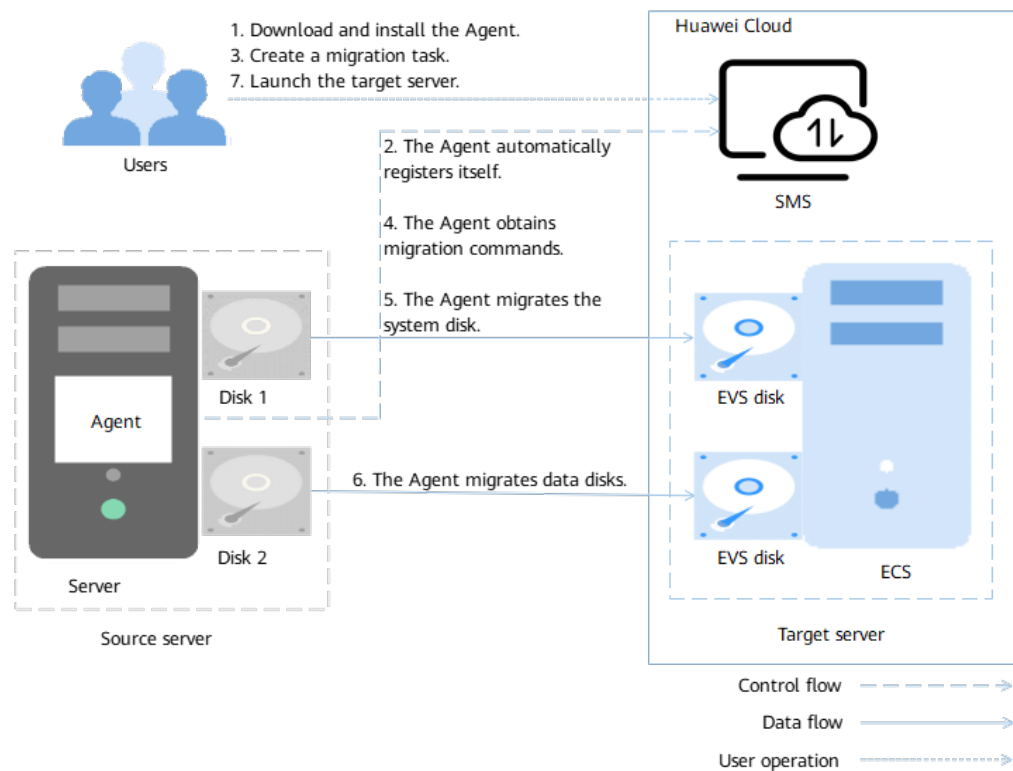 1. Download and install the Agent.
3. Create a migration task.
7. Launch the target server.
Users
Huawei Cloud
SMS
2. The Agent automatically
registers itself.
4. The Agent obtains
migration commands.
5. The Agent migrates the
system disk.
Agent
Disk 1
EVS disk
6. The Agent migrates data disks.
Disk 2
EVS disk
Server
ECS
Source server
Target server
Control flow
Data flow
User operation